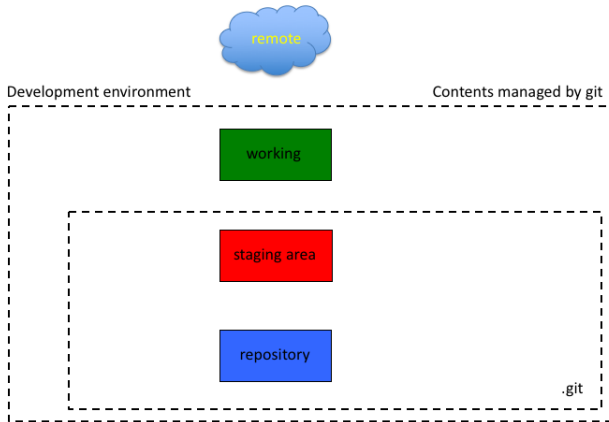 remote
Development environment
Contents managed by git
working
staging area
repository
.git